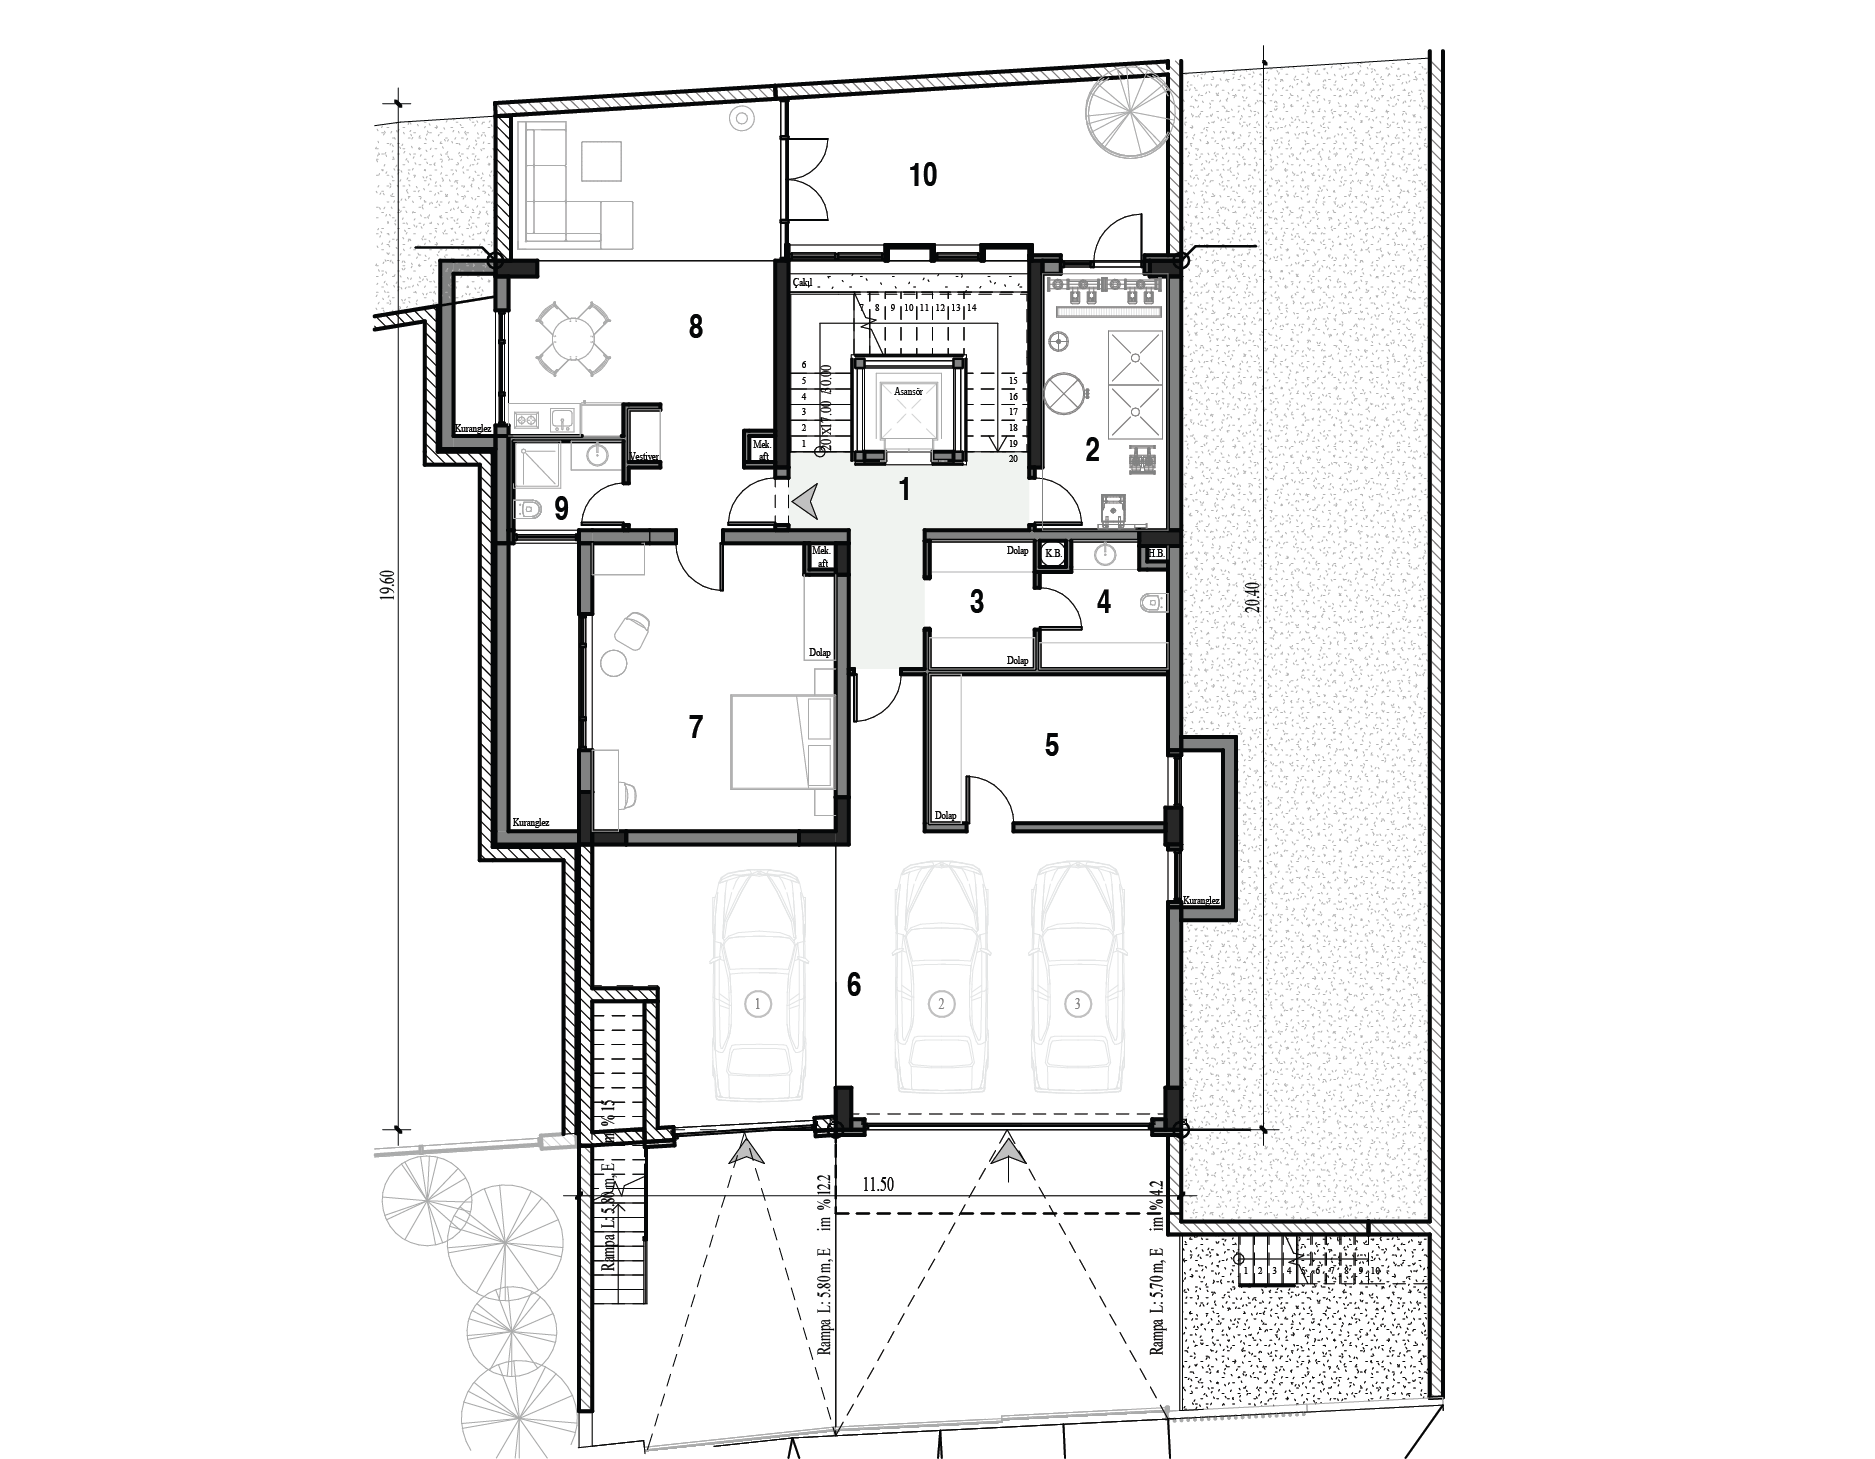 10
Çakıl
7 8 9 10 11 12 13 14
8
6
5
4
3
2
1
20 X17.00 /30.00
Asansör
15
16
17
18
19
20
Kuranglez
Vestiyer
Mek.
aft
2
1
9
Mek.
aft
Dolap
K.B.
H.B.
19.60
20.40
3
4
Dolap
Dolap
7
5
Dolap
Kuranglez
Kuranglez
6
1
2
3
Rampa L: 5.80 m, E im % 15
Rampa L: 5.80 m, E im % 12.2
11.50
Rampa L: 5.70 m, E im % 4.2
1 2 3 4 5 6 7 8 9 10